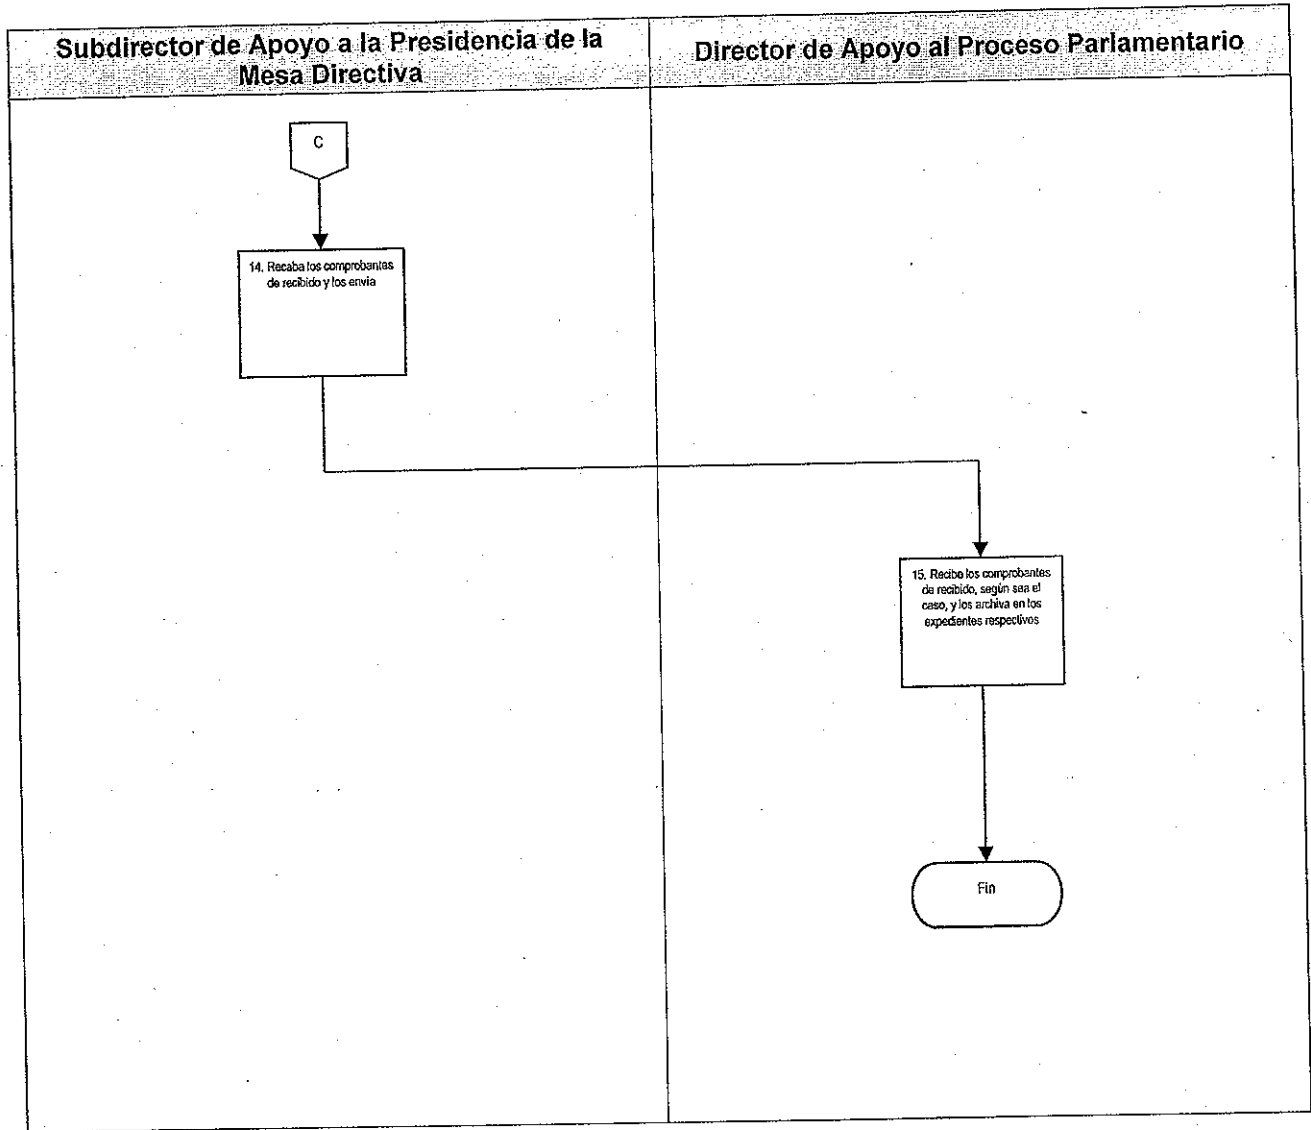 Subdirector de Apoyo a la Presidencia de la
Mesa Directiva
Director de Apoyo al Proceso Parlamentario
C
14. Recaba los comprobantes
de recibido y los envia
15. Recibe los comprobantes
de recibido, según sea el
caso, y los archiva en los
expedientes respectivos
Fin